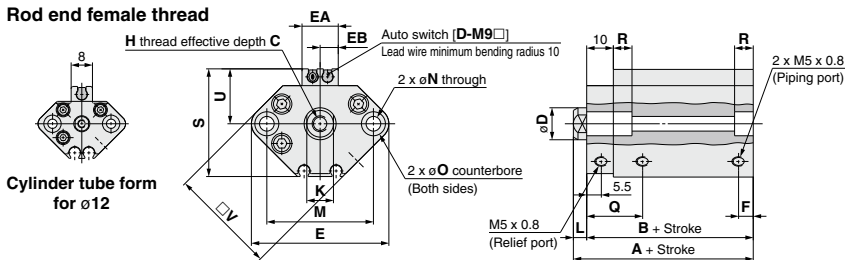 Rod end female thread
8
Cylinder tube form
for ø12
EA
EB
H thread effective depth C
Auto switch [D-M9□]
Lead wire minimum bending radius 10
2 x øN through
2 x øO counterbore
(Both sides)
S
U
□V
K
M
E
10
R
R
2 x M5 x 0.8
(Piping port)
øD
5.5
Q
F
M5 x 0.8
(Relief port)
L
B + Stroke
A + Stroke